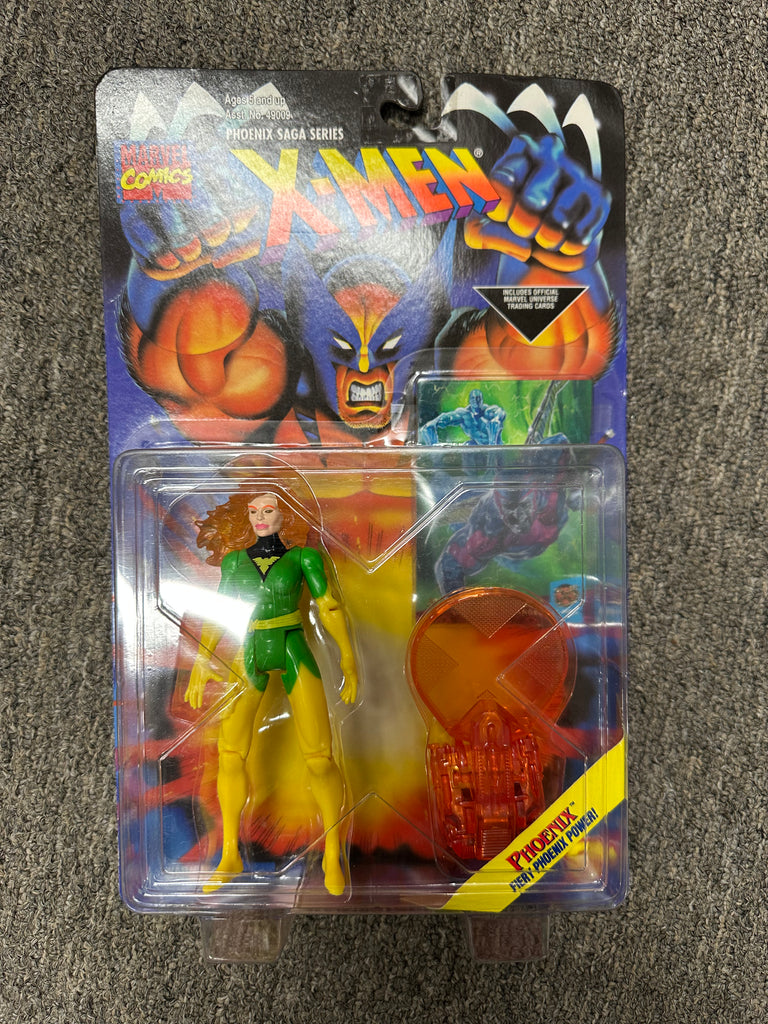 Ages 5 and up
Asst. No. 49009
PHOENIX SAGA SERIES
MARVEL
COMICS
X-MEN®
INCLUDES OFFICIAL
MARVEL UNIVERSE
TRADING CARDS
PHOENIX™
FIERY PHOENIX POWER!